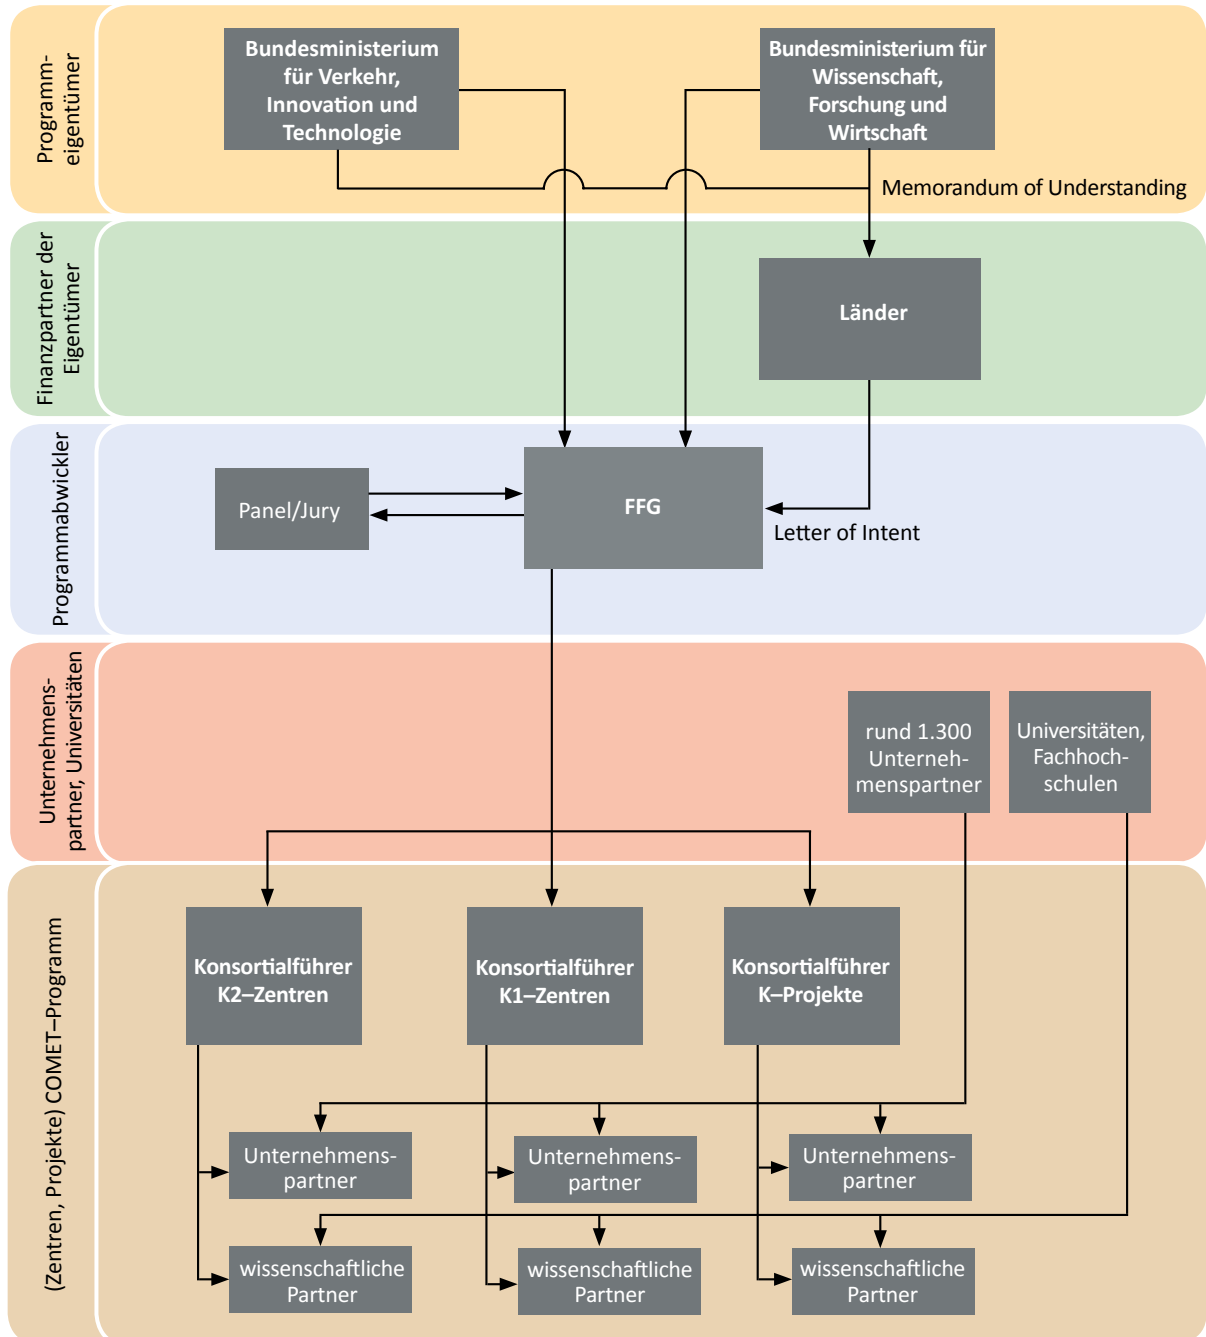 Programm-
eigentümer
Bundesministerium
für Verkehr,
Innovation und
Technologie
Bundesministerium für
Wissenschaft,
Forschung und
Wirtschaft
Memorandum of Understanding
Finanzpartner der
Eigentümer
Länder
Programmabwickler
Panel/Jury
FFG
Letter of Intent
Unternehmens-
partner, Universitäten
rund 1.300
Unterneh-
menspartner
Universitäten,
Fachhoch-
schulen
(Zentren, Projekte) COMET–Programm
Konsortialführer
K2–Zentren
Konsortialführer
K1–Zentren
Konsortialführer
K–Projekte
Unternehmens-
partner
Unternehmens-
partner
Unternehmens-
partner
wissenschaftliche
Partner
wissenschaftliche
Partner
wissenschaftliche
Partner